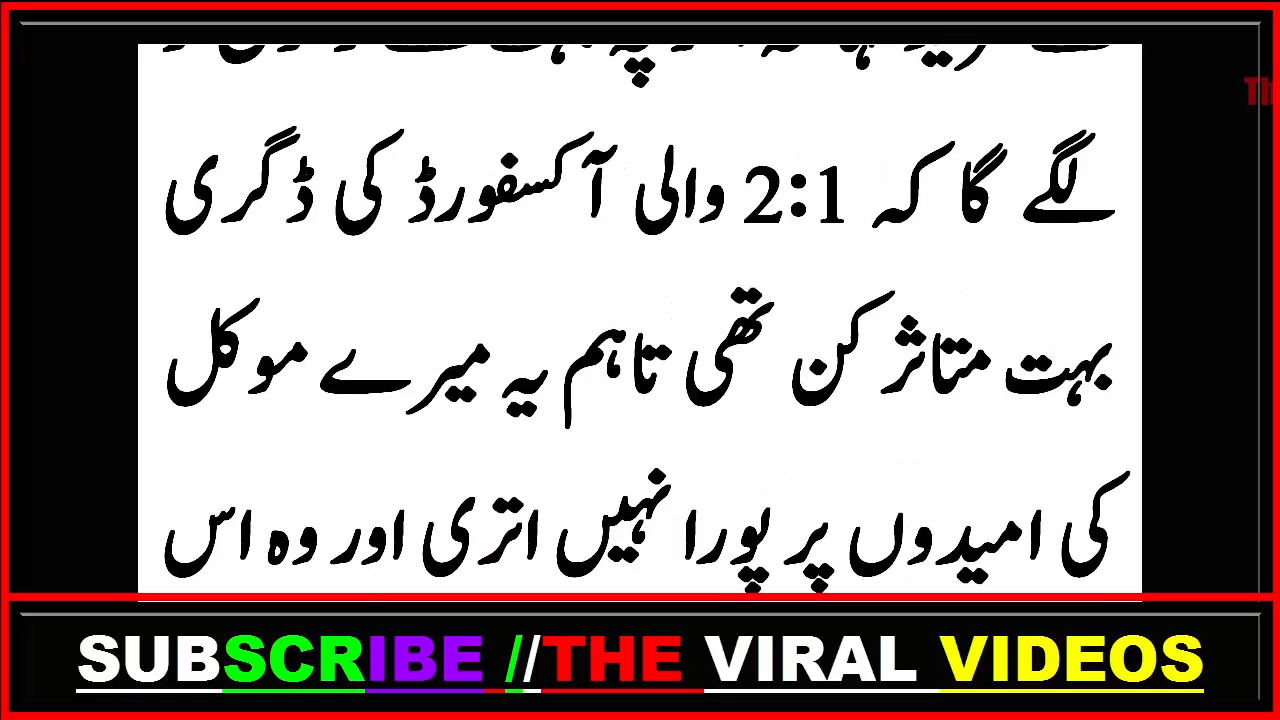 لگے گا کہ 2:1 والی آکسفورڈ کی ڈگری
بہت متاثر کن تھی تاہم یہ میرے موکل
کی امیدوں پر پورا نہیں اتری اور وہ اس
SUBSCRIBE //THE VIRAL VIDEOS